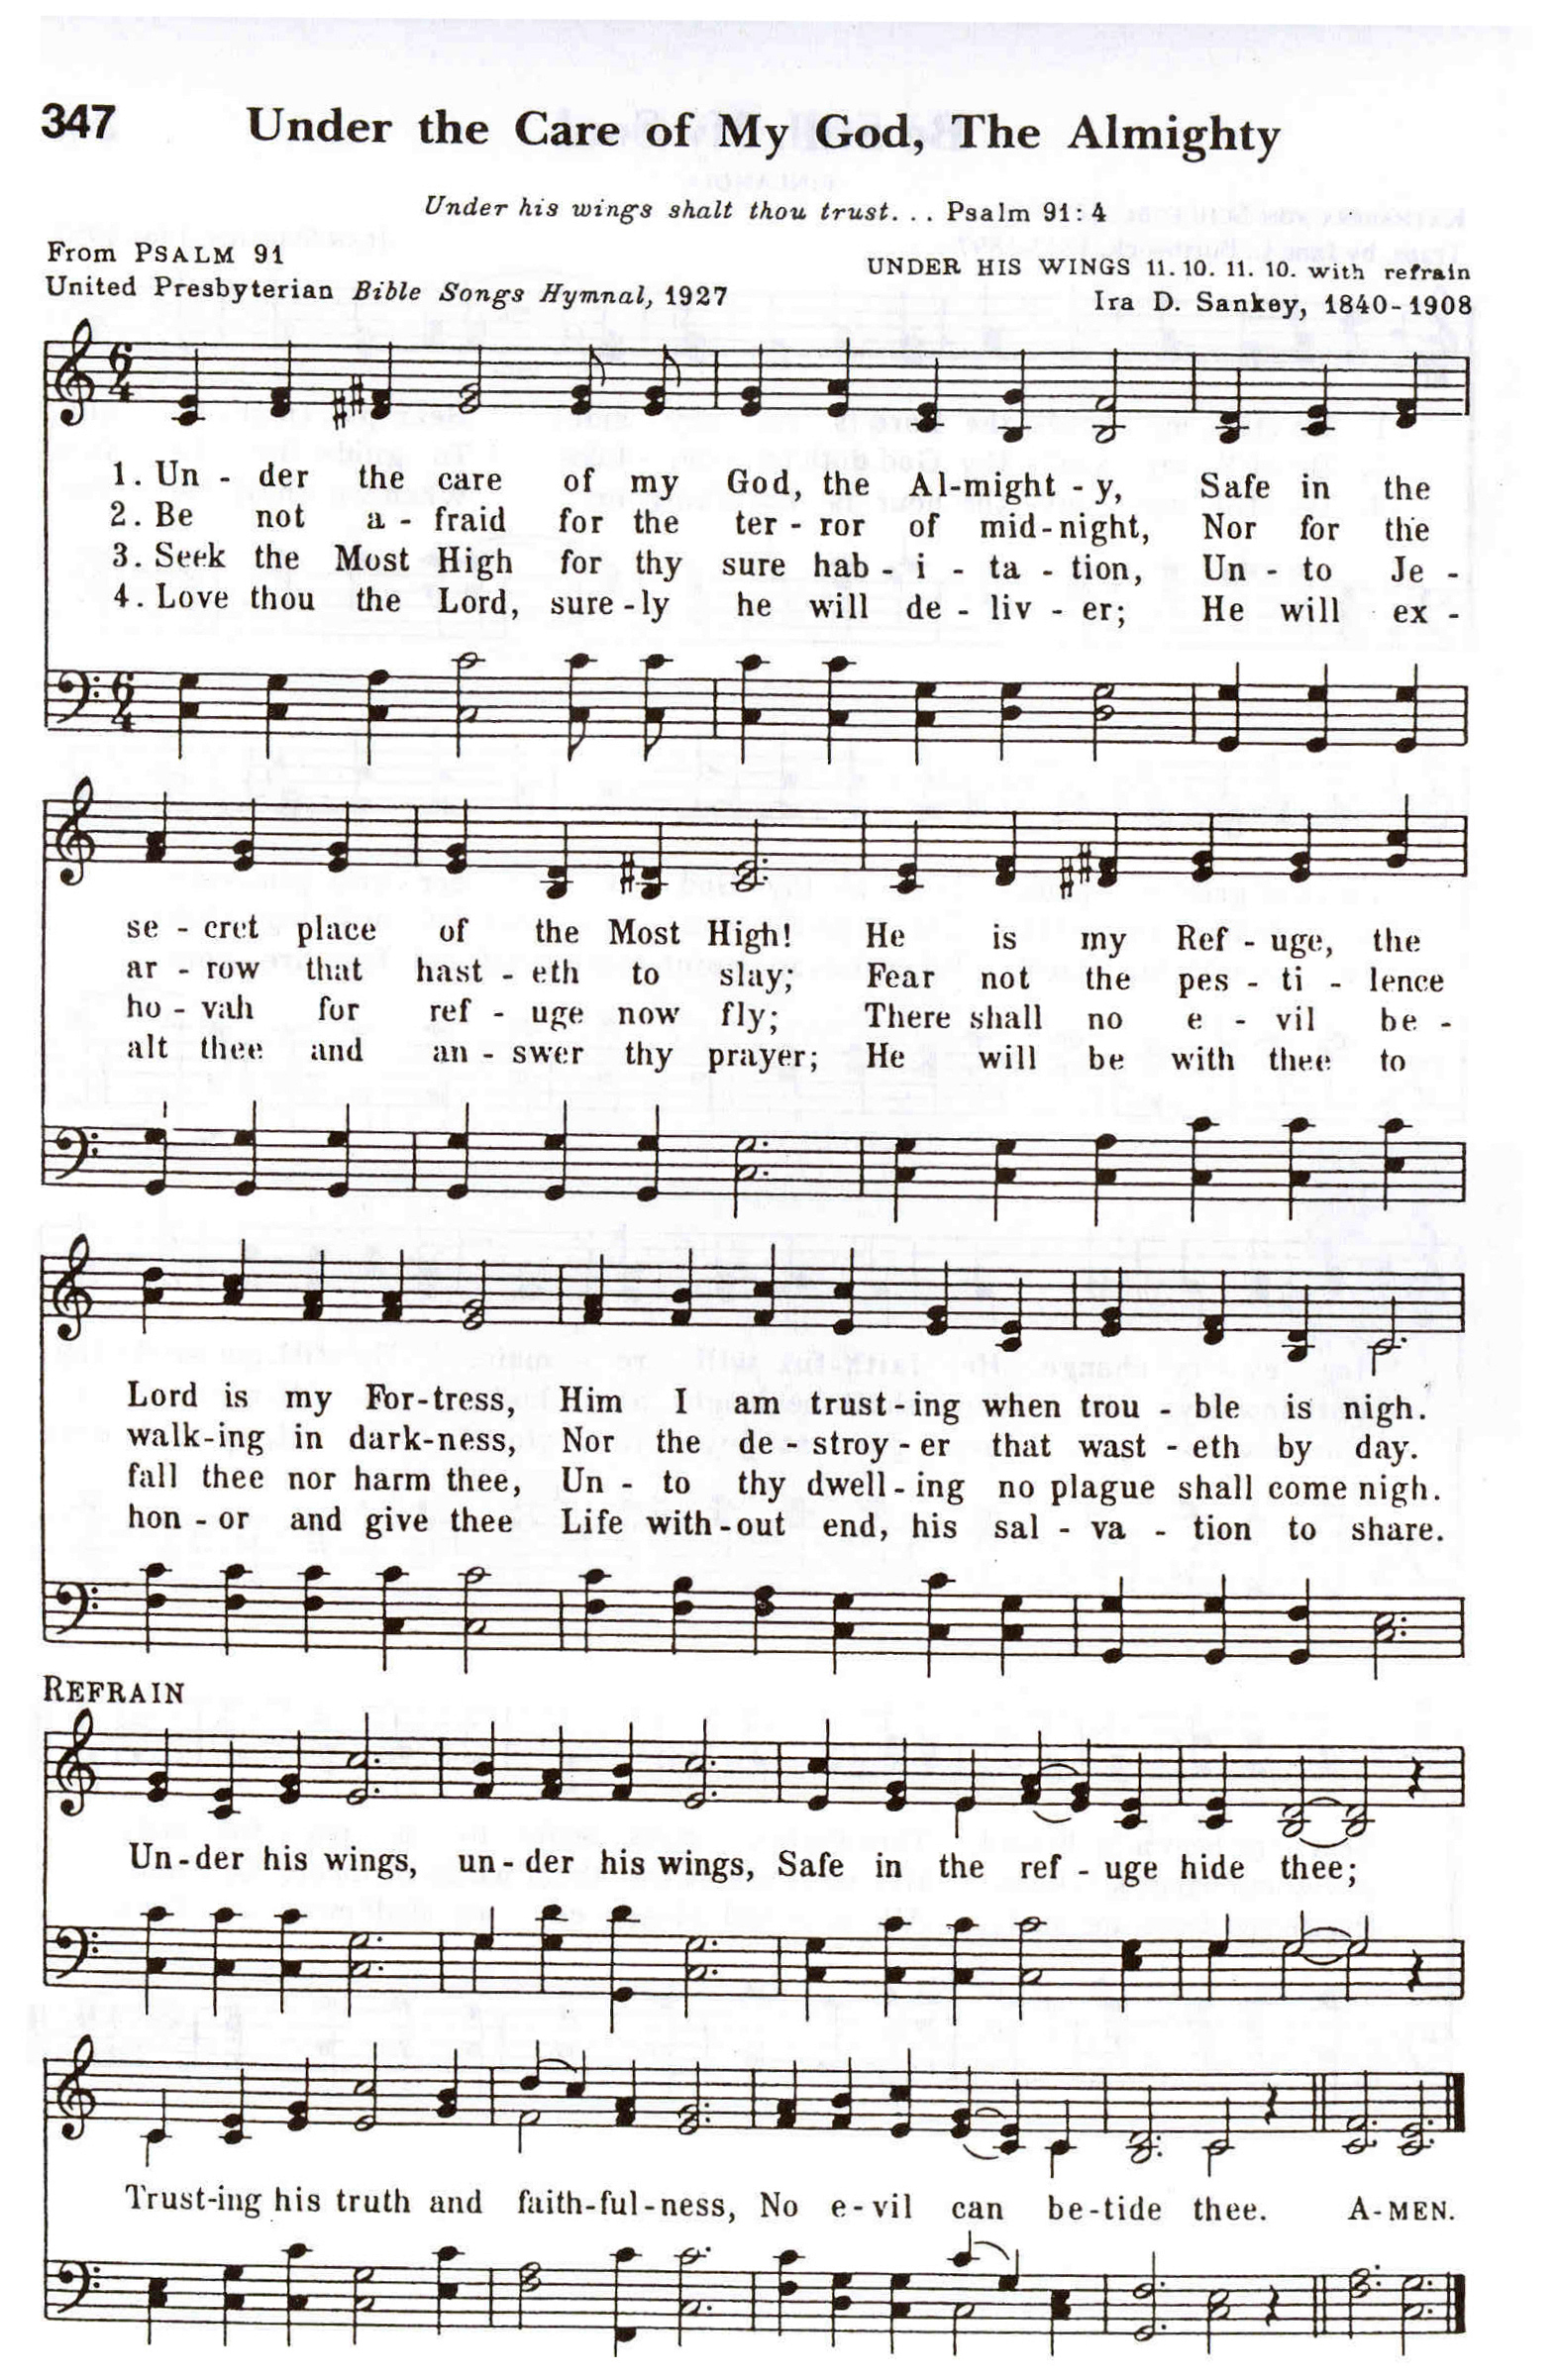 347 Under the Care of My God, The Almighty
Under his wings shalt thou trust. . . Psalm 91:4
From PSALM 91
United Presbyterian Bible Songs Hymnal, 1927
UNDER HIS WINGS 11. 10. 11. 10. with refrain
Ira D. Sankey, 1840-1908
1. Un - der the care of my God, the Al-might - y, Safe in the
2. Be not a - fraid for the ter - ror of mid-night, Nor for the
3. Seek the Most High for thy sure hab - i - ta - tion, Un - to Je -
4. Love thou the Lord, sure - ly he will de - liv - er; He will ex -
se - cret place of the Most High! He is my Ref - uge, the
ar - row that hast - eth to slay; Fear not the pes - ti - lence
ho - vah for ref - uge now fly; There shall no e - vil be -
alt thee and an - swer thy prayer; He will be with thee to
Lord is my For-tress, Him I am trust-ing when trou - ble is nigh.
walk-ing in dark-ness, Nor the de - stroy - er that wast - eth by day.
fall thee nor harm thee, Un - to thy dwell-ing no plague shall come nigh.
hon - or and give thee Life with-out end, his sal - va - tion to share.
REFRAIN
Un-der his wings, un-der his wings, Safe in the ref - uge hide thee;
Trust-ing his truth and faith-ful-ness, No e-vil can be-tide thee. A-MEN.